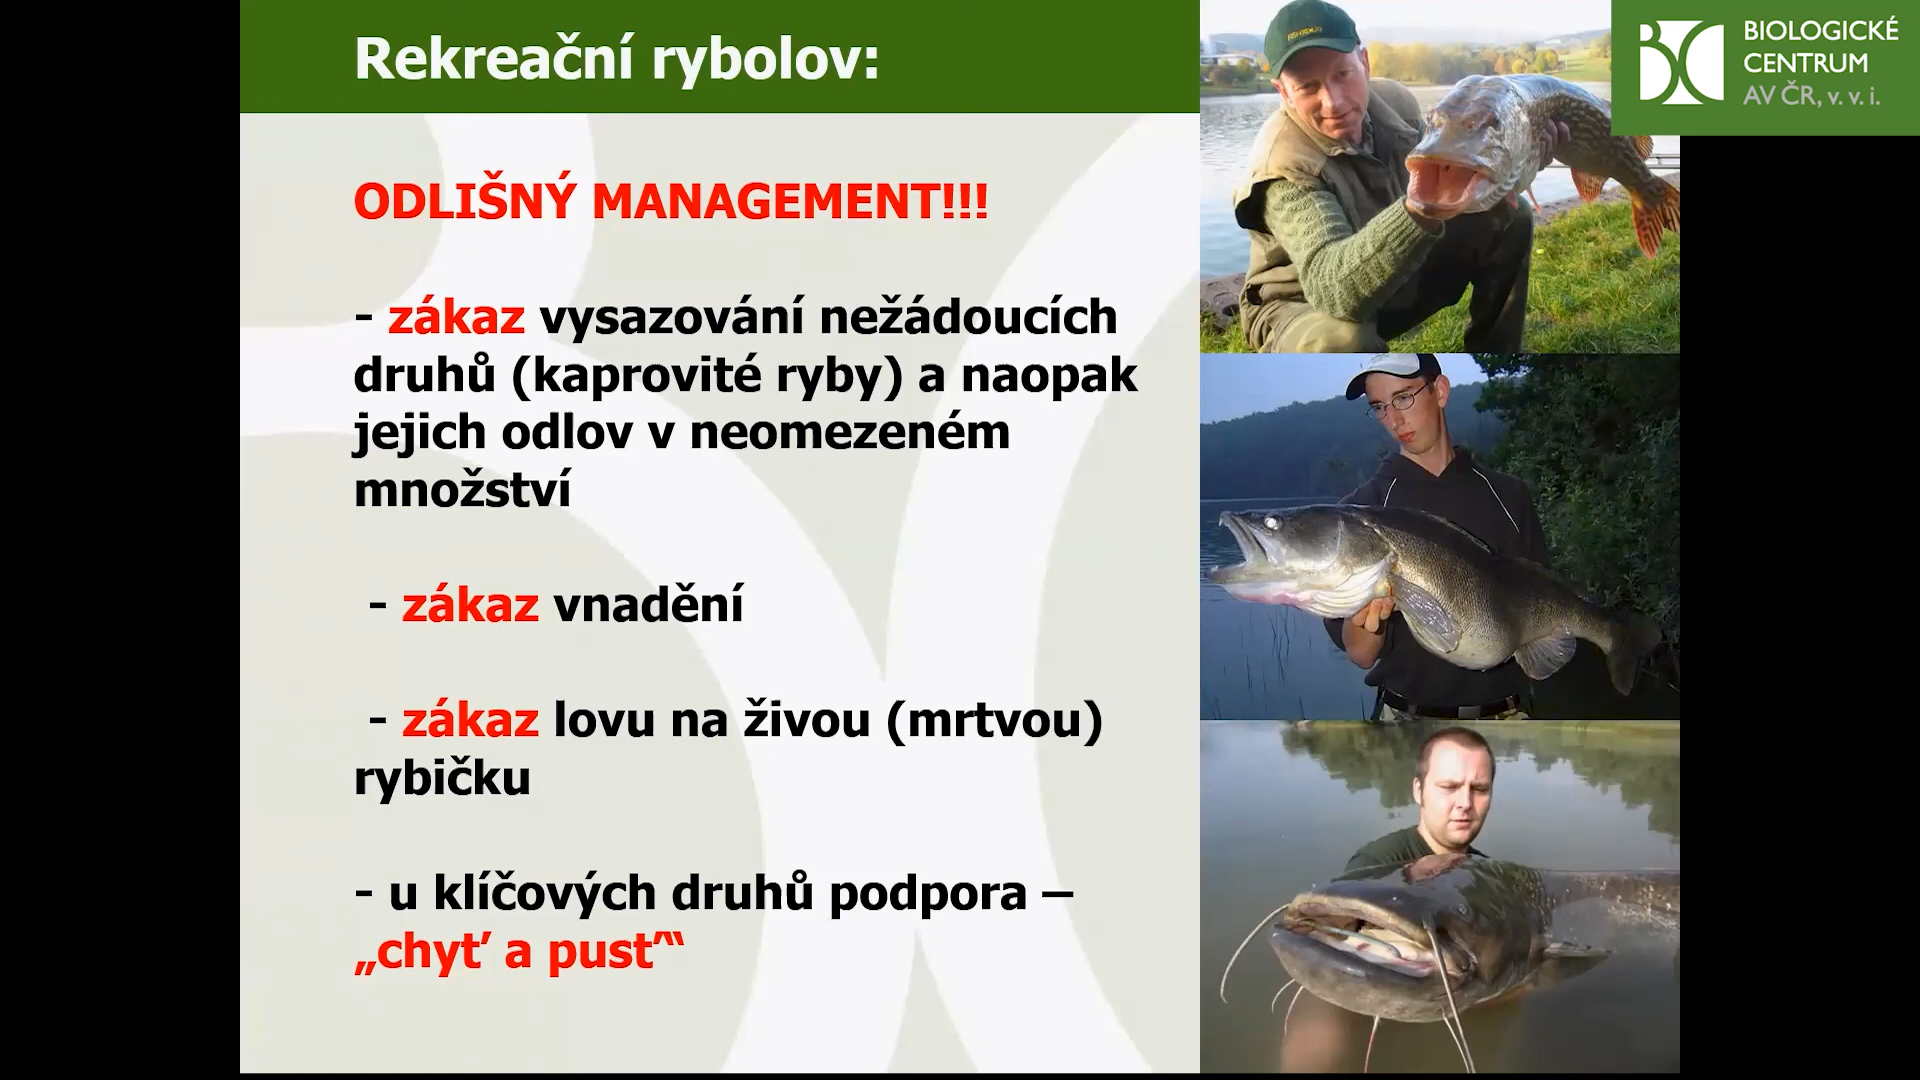 Rekreační rybolov:
BIOLOGICKÉ
CENTRUM
AV ČR, v. v. i.
ODLIŠNÝ MANAGEMENT!!!
- zákaz vysazování nežádoucích
druhů (kaprovité ryby) a naopak
jejich odlov v neomezeném
množství
- zákaz vnadění
- zákaz lovu na živou (mrtvou)
rybičku
- u klíčových druhů podpora –
„chyť a pusť“